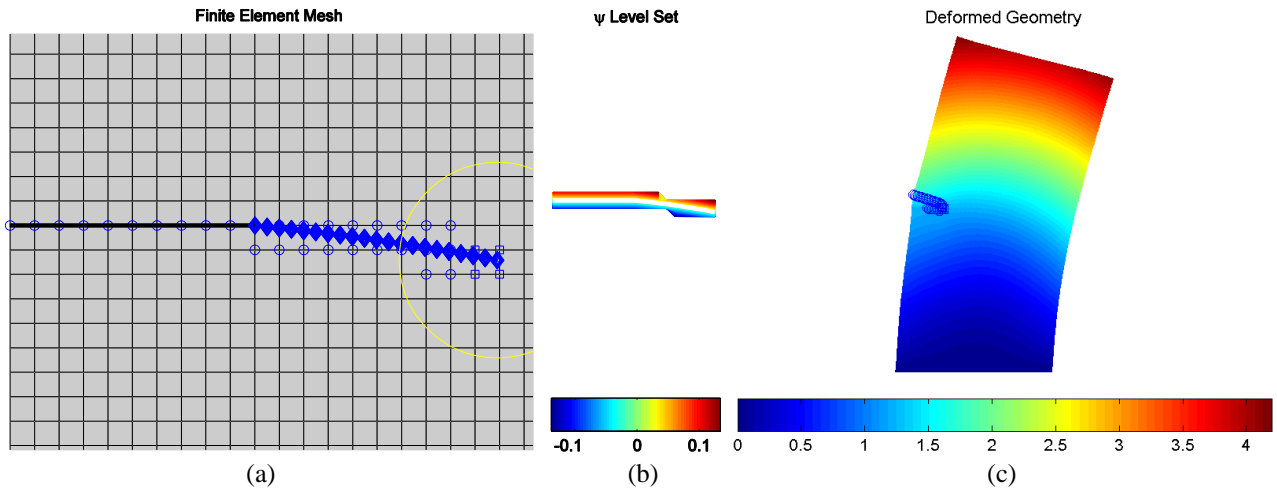 Finite Element Mesh
ψ Level Set
Deformed Geometry
-0.1 0 0.1
0 0.5 1 1.5 2 2.5 3 3.5 4
(a) (b) (c)